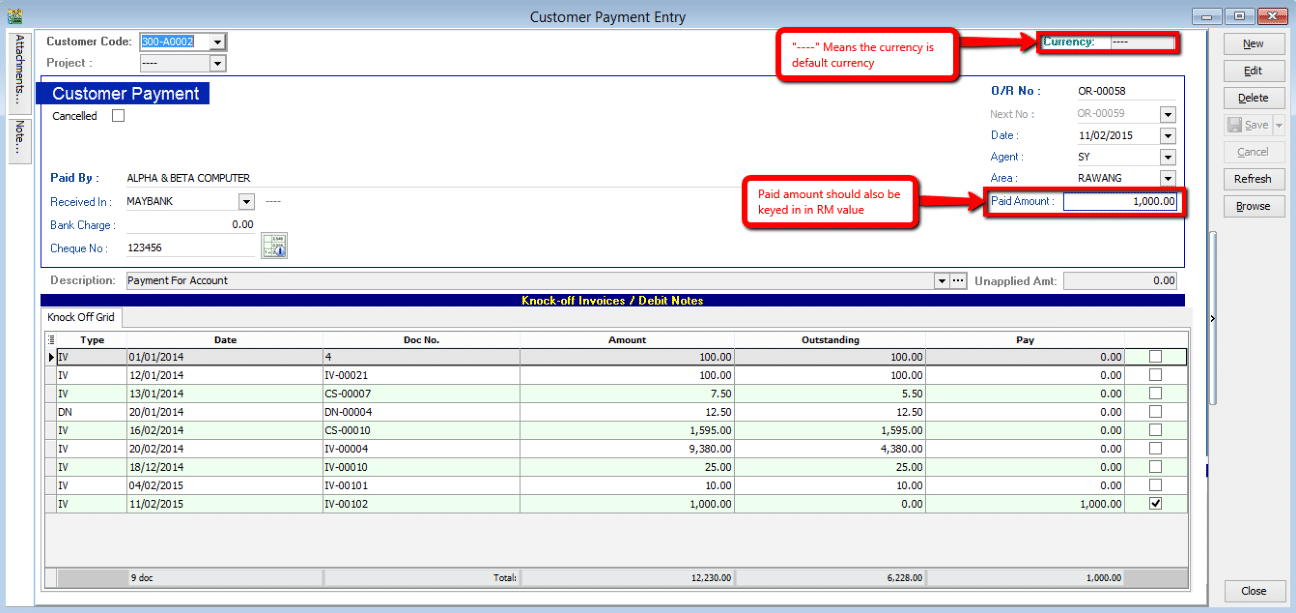 Customer Payment Entry
Attachments...
Note...
Customer Code: 300-A0002
Project : ----
"----" Means the currency is
default currency
Currency: ----
Customer Payment
Cancelled
O/R No : OR-00058
Next No : OR-00059
Date : 11/02/2015
Agent : SY
Area : RAWANG
Paid Amount : 1,000.00
Paid amount should also be
keyed in in RM value
Paid By : ALPHA & BETA COMPUTER
Received In : MAYBANK ----
Bank Charge : 0.00
Cheque No : 123456
Description: Payment For Account Unapplied Amt: 0.00
Knock-off Invoices / Debit Notes
Knock Off Grid
Type Date Doc No. Amount Outstanding Pay
IV 01/01/2014 4 100.00 100.00 0.00
IV 12/01/2014 IV-00021 100.00 100.00 0.00
IV 13/01/2014 CS-00007 7.50 5.50 0.00
DN 20/01/2014 DN-00004 12.50 12.50 0.00
IV 16/02/2014 CS-00010 1,595.00 1,595.00 0.00
IV 20/02/2014 IV-00004 9,380.00 4,380.00 0.00
IV 18/12/2014 IV-00010 25.00 25.00 0.00
IV 04/02/2015 IV-00101 10.00 10.00 0.00
IV 11/02/2015 IV-00102 1,000.00 0.00 1,000.00
9 doc Total: 12,230.00 6,228.00 1,000.00
New
Edit
Delete
Save
Cancel
Refresh
Browse
Close